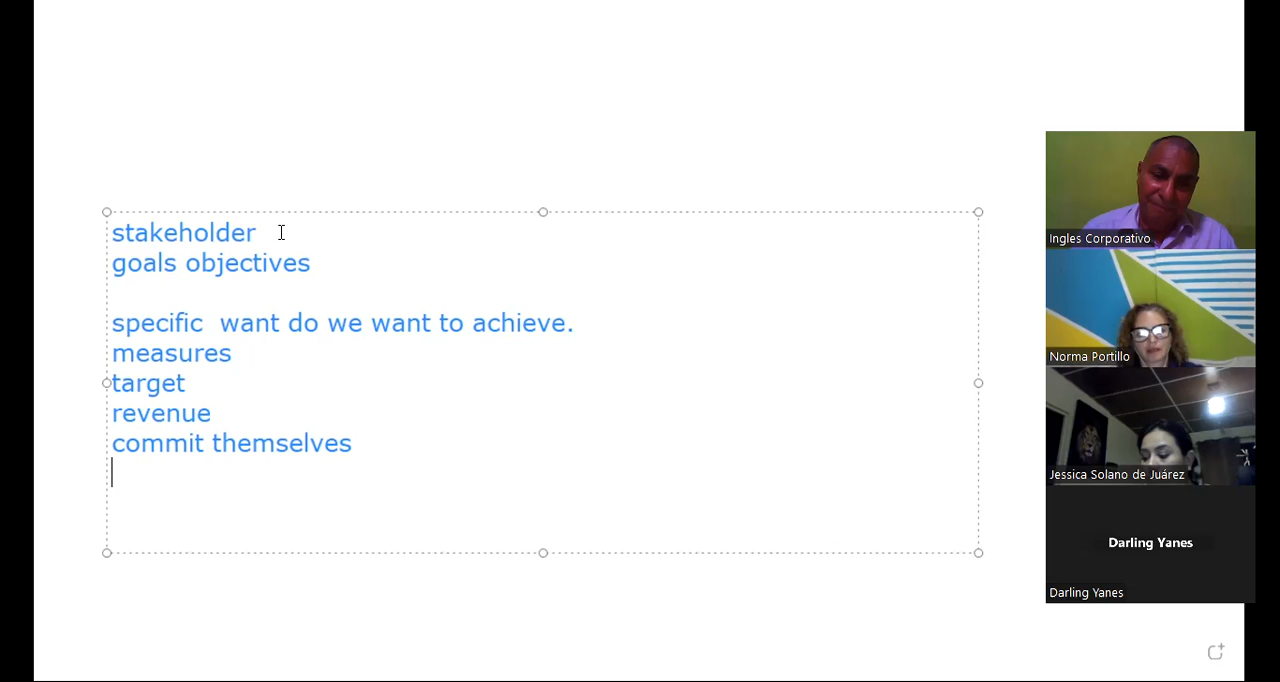 stakeholder
goals objectives
specific  want do we want to achieve.
measures
target
revenue
commit themselves
Ingles Corporativo
Norma Portillo
Jessica Solano de Juárez
Darling Yanes
Darling Yanes